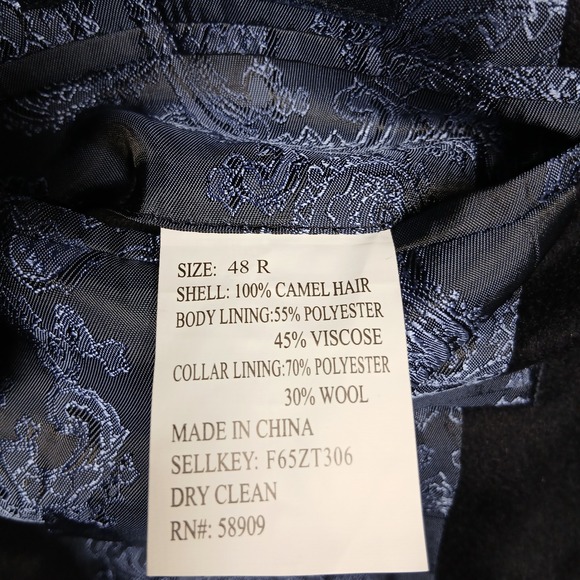 SIZE: 48 R
SHELL: 100% CAMEL HAIR
BODY LINING:55% POLYESTER
45% VISCOSE
COLLAR LINING:70% POLYESTER
30% WOOL
MADE IN CHINA
SELLKEY: F65ZT306
DRY CLEAN
RN#: 58909